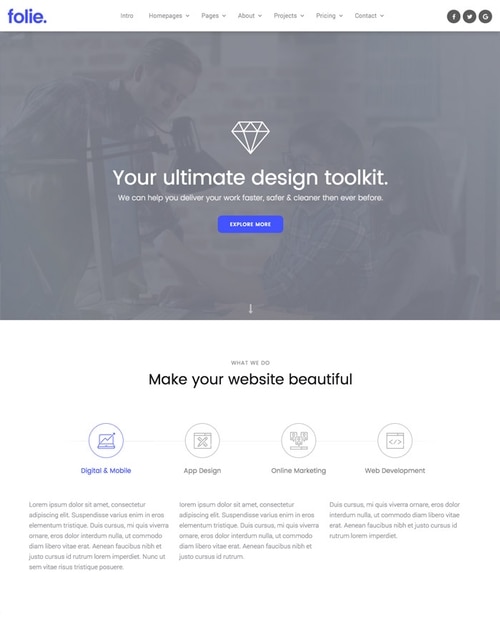 folie.
Intro Homepages Pages About Projects Pricing Contact
Your ultimate design toolkit.
We can help you deliver your work faster, safer & cleaner then ever before.
EXPLORE MORE
WHAT WE DO
Make your website beautiful
Digital & Mobile
App Design
Online Marketing
Web Development
Lorem ipsum dolor sit amet, consectetur
adipiscing elit. Suspendisse varius enim in eros
elementum tristique. Duis cursus, mi quis viverra
ornare, eros dolor interdum nulla, ut commodo
diam libero vitae erat. Aenean faucibus nibh et
justo cursus id rutrum lorem imperdiet. Nunc ut
sem vitae risus tristique posuere.
lorem ipsum dolor sit amet, consectetur
adipiscing elit. Suspendisse varius enim in eros
elementum tristique. Duis cursus, mi quis viverra
ornare, eros dolor interdum nulla, ut commodo
diam libero vitae erat. Aenean faucibus nibh et
justo cursus.
Duis cursus, mi quis viverra ornare, eros dolor
interdum nulla, ut commodo diam libero vitae
erat. Aenean faucibus nibh et justo cursus id
rutrum lorem imperdiet.